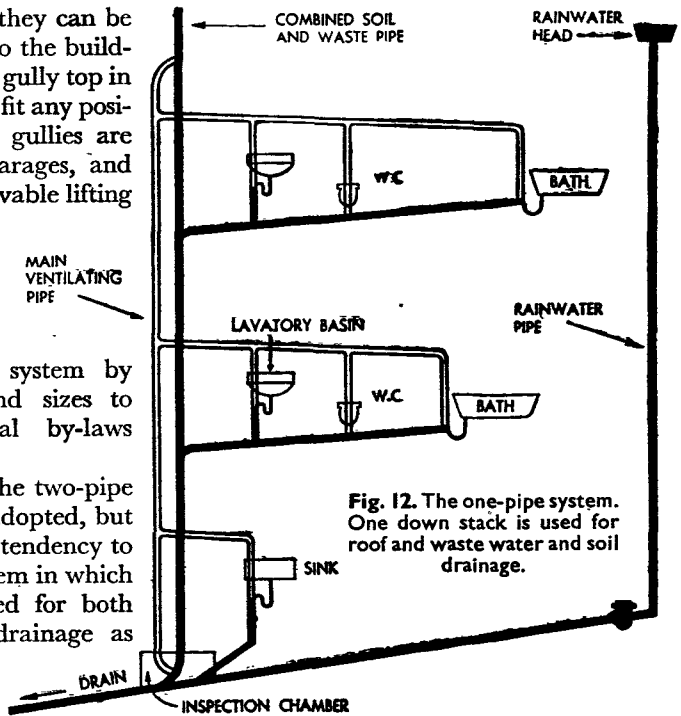 they can be
o the build-
gully top in
fit any posi-
gullies are
arages, and
vable lifting
system by
nd sizes to
al by-laws
he two-pipe
dopted, but
tendency to
em in which
ed for both
drainage as
COMBINED SOIL
AND WASTE PIPE
RAINWATER
HEAD
W.C
BATH
MAIN
VENTILATING
PIPE
RAINWATER
PIPE
LAVATORY BASIN
W.C.
BATH
SINK
Fig. 12. The one-pipe system.
One down stack is used for
roof and waste water and soil
drainage.
DRAIN
INSPECTION CHAMBER